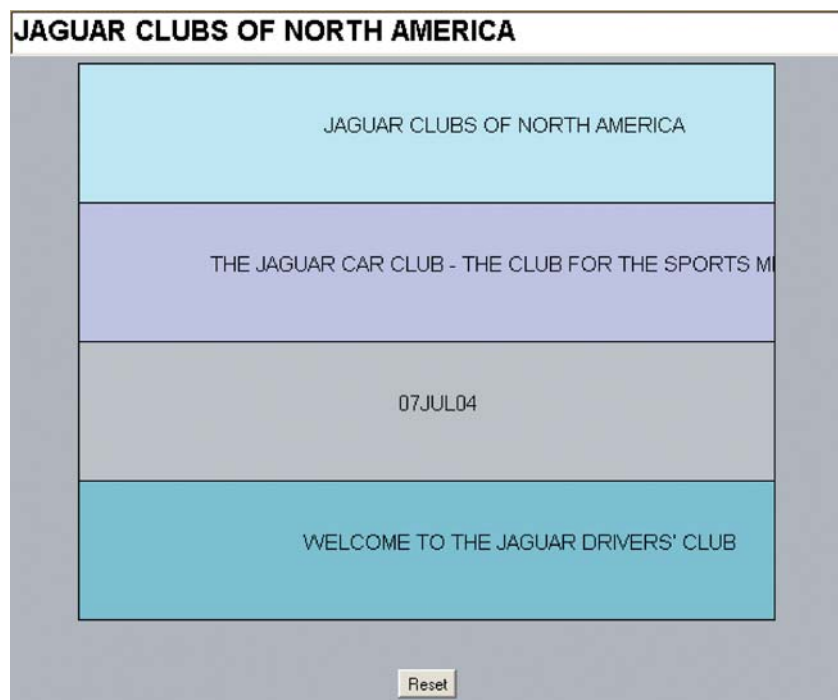 JAGUAR CLUBS OF NORTH AMERICA
JAGUAR CLUBS OF NORTH AMERICA
THE JAGUAR CAR CLUB - THE CLUB FOR THE SPORTS
07JUL04
WELCOME TO THE JAGUAR DRIVERS' CLUB
Reset